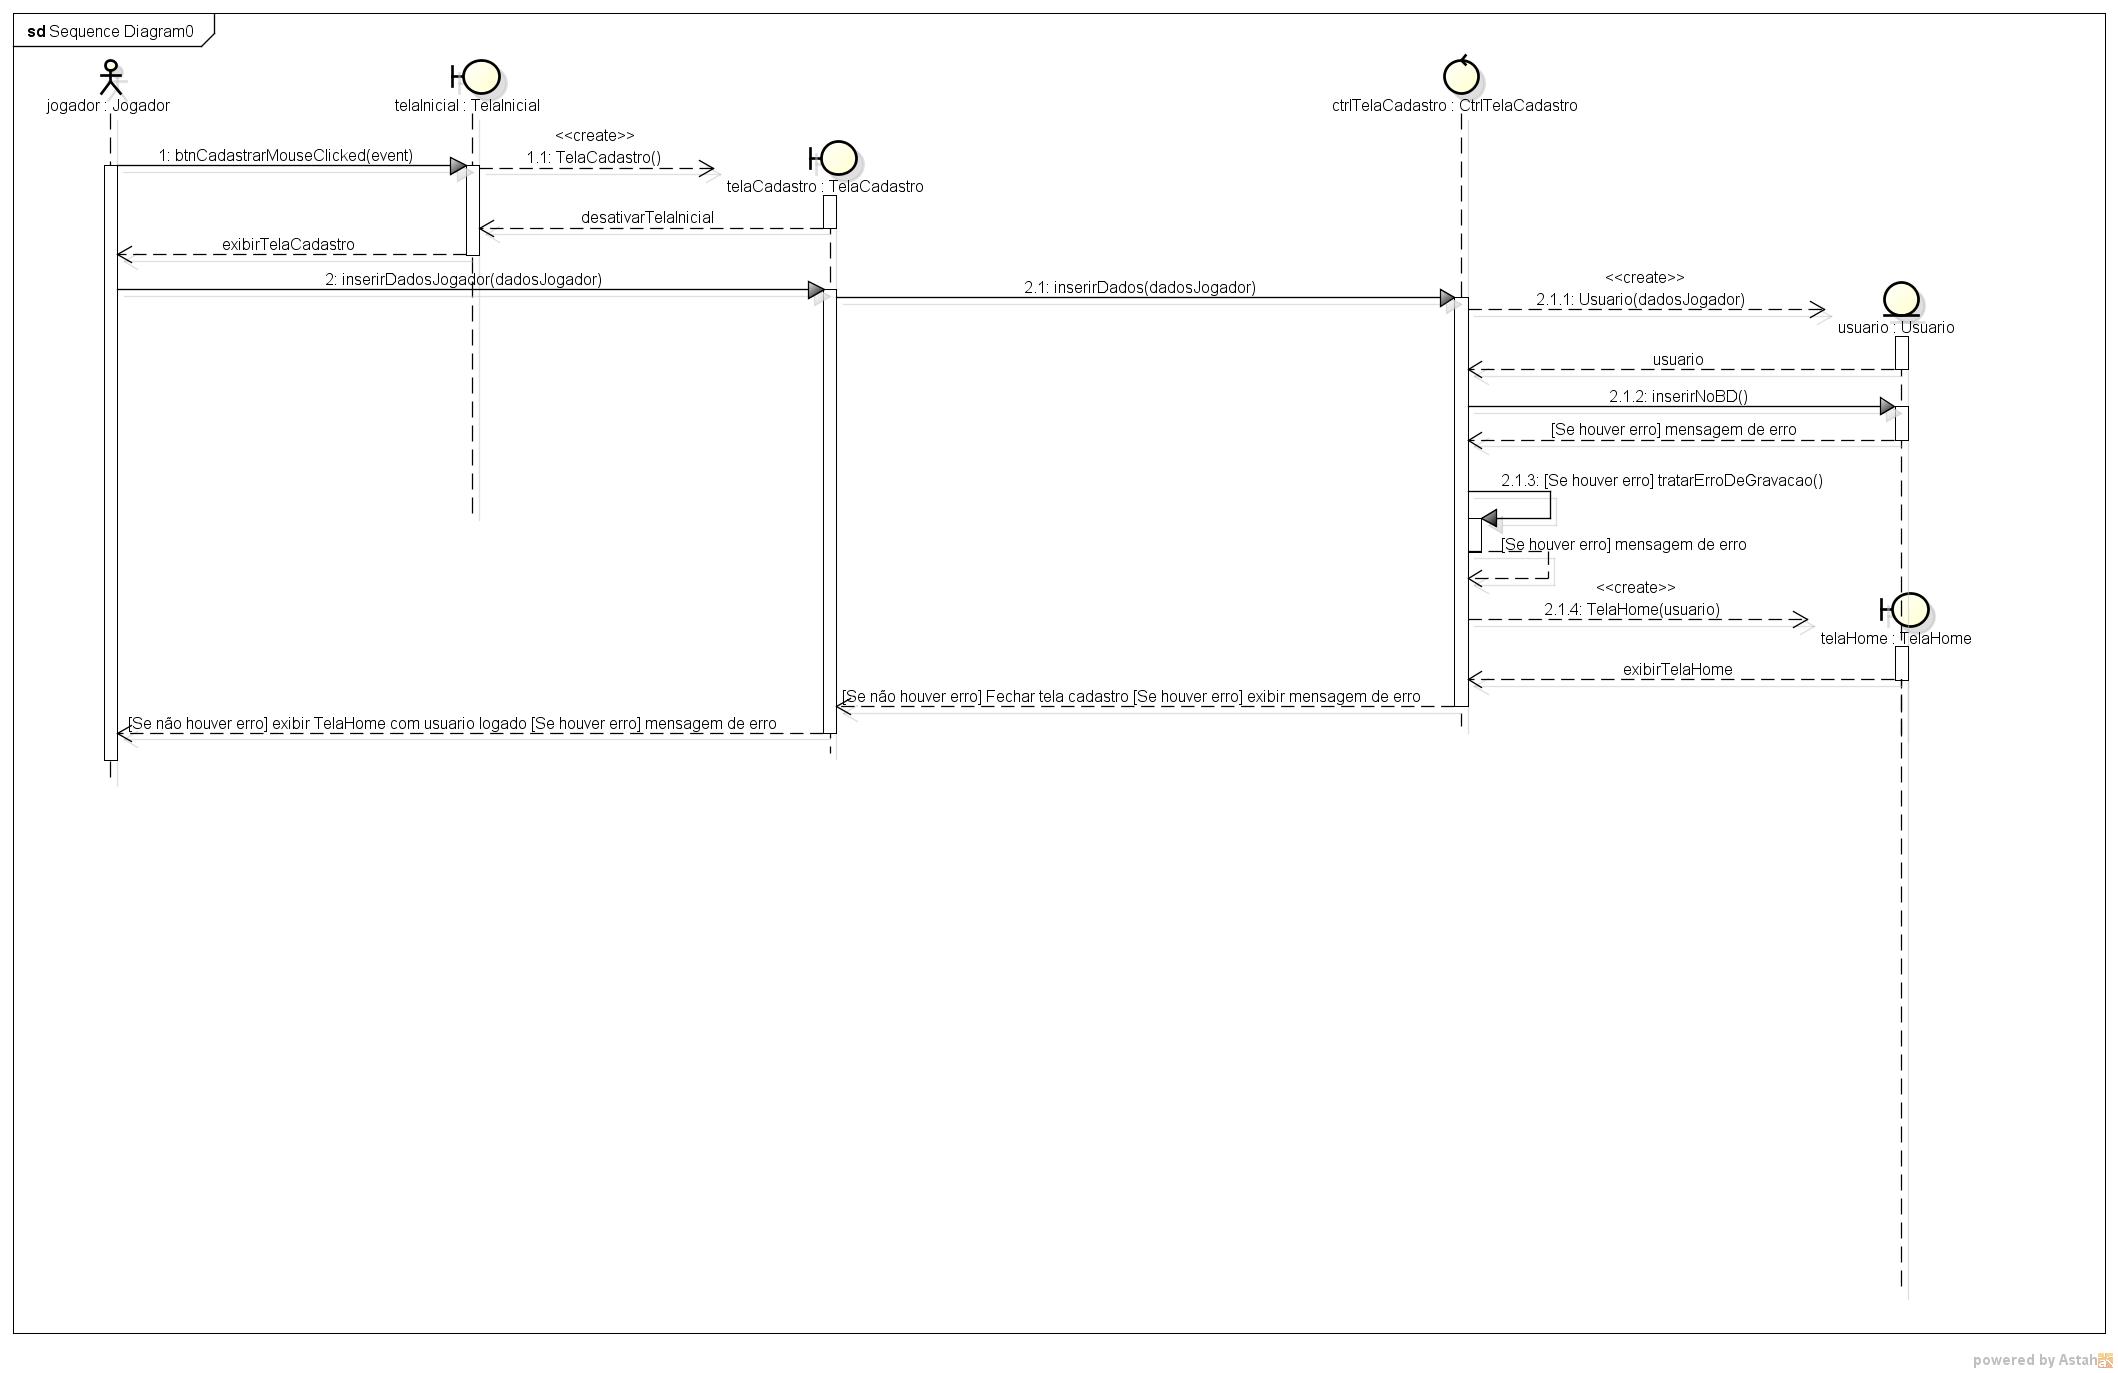 sd Sequence Diagram0
jogador : Jogador
telaInicial : TelaInicial
ctrlTelaCadastro : CtrlTelaCadastro
<<create>>
1: btnCadastrarMouseClicked(event)
1.1: TelaCadastro()
telaCadastro : TelaCadastro
desativarTelaInicial
exibirTelaCadastro
2: inserirDadosJogador(dadosJogador)
2.1: inserirDados(dadosJogador)
<<create>>
2.1.1: Usuario(dadosJogador)
usuario : Usuario
usuario
2.1.2: inserirNoBD()
[Se houver erro] mensagem de erro
2.1.3: [Se houver erro] tratarErroDeGravacao()
[Se houver erro] mensagem de erro
<<create>>
2.1.4: TelaHome(usuario)
telaHome : TelaHome
exibirTelaHome
[Se não houver erro] Fechar tela cadastro [Se houver erro] exibir mensagem de erro
[Se não houver erro] exibir TelaHome com usuario logado [Se houver erro] mensagem de erro
powered by Astah